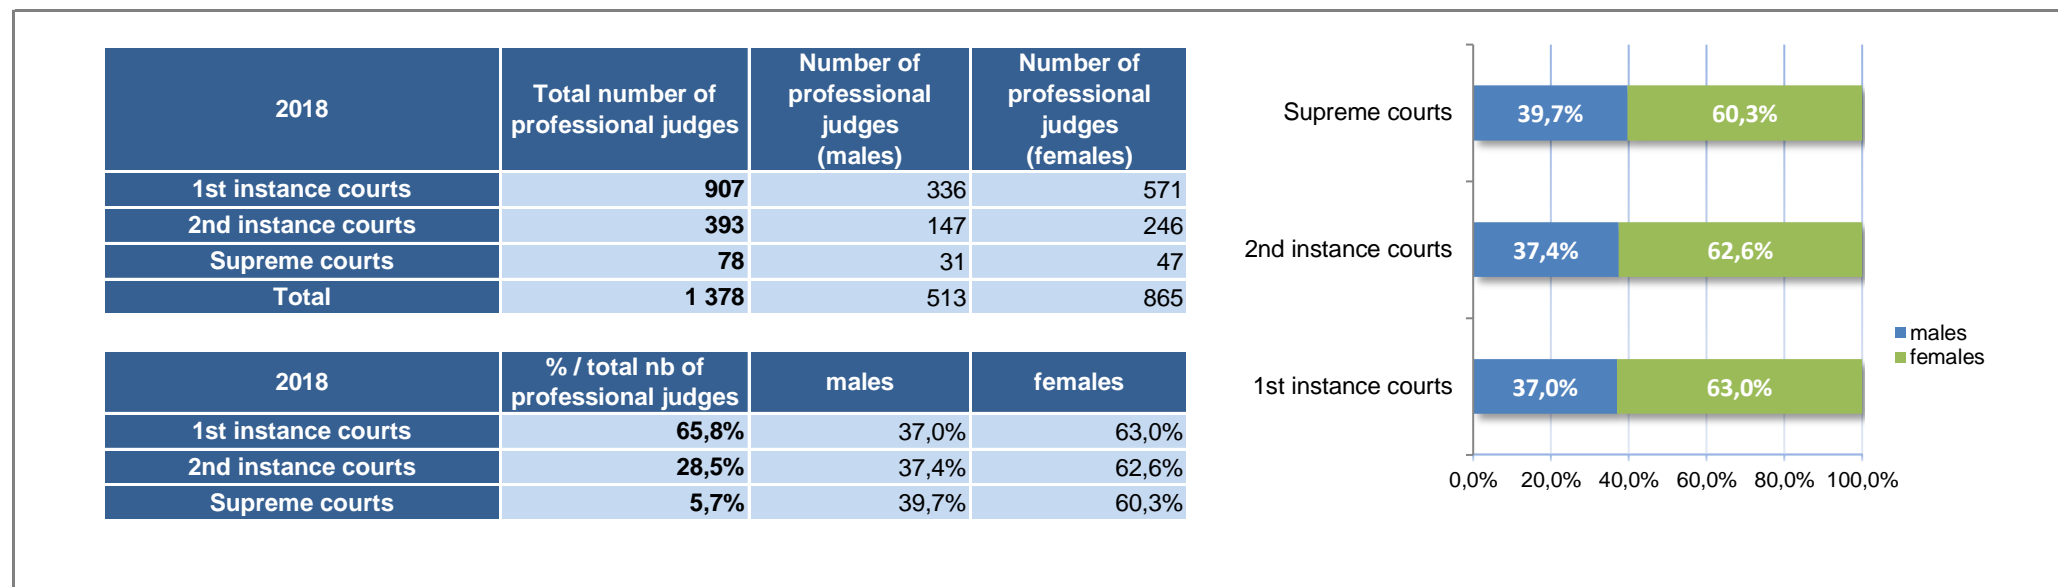 2018
Total number of
professional judges
Number of
professional
judges
(males)
Number of
professional
judges
(females)
1st instance courts 907 336 571
2nd instance courts 393 147 246
Supreme courts 78 31 47
Total 1 378 513 865
2018
% / total nb of
professional judges
males
females
1st instance courts 65,8% 37,0% 63,0%
2nd instance courts 28,5% 37,4% 62,6%
Supreme courts 5,7% 39,7% 60,3%
Supreme courts 39,7% 60,3%
2nd instance courts 37,4% 62,6%
1st instance courts 37,0% 63,0%
0,0% 20,0% 40,0% 60,0% 80,0% 100,0%
males
females